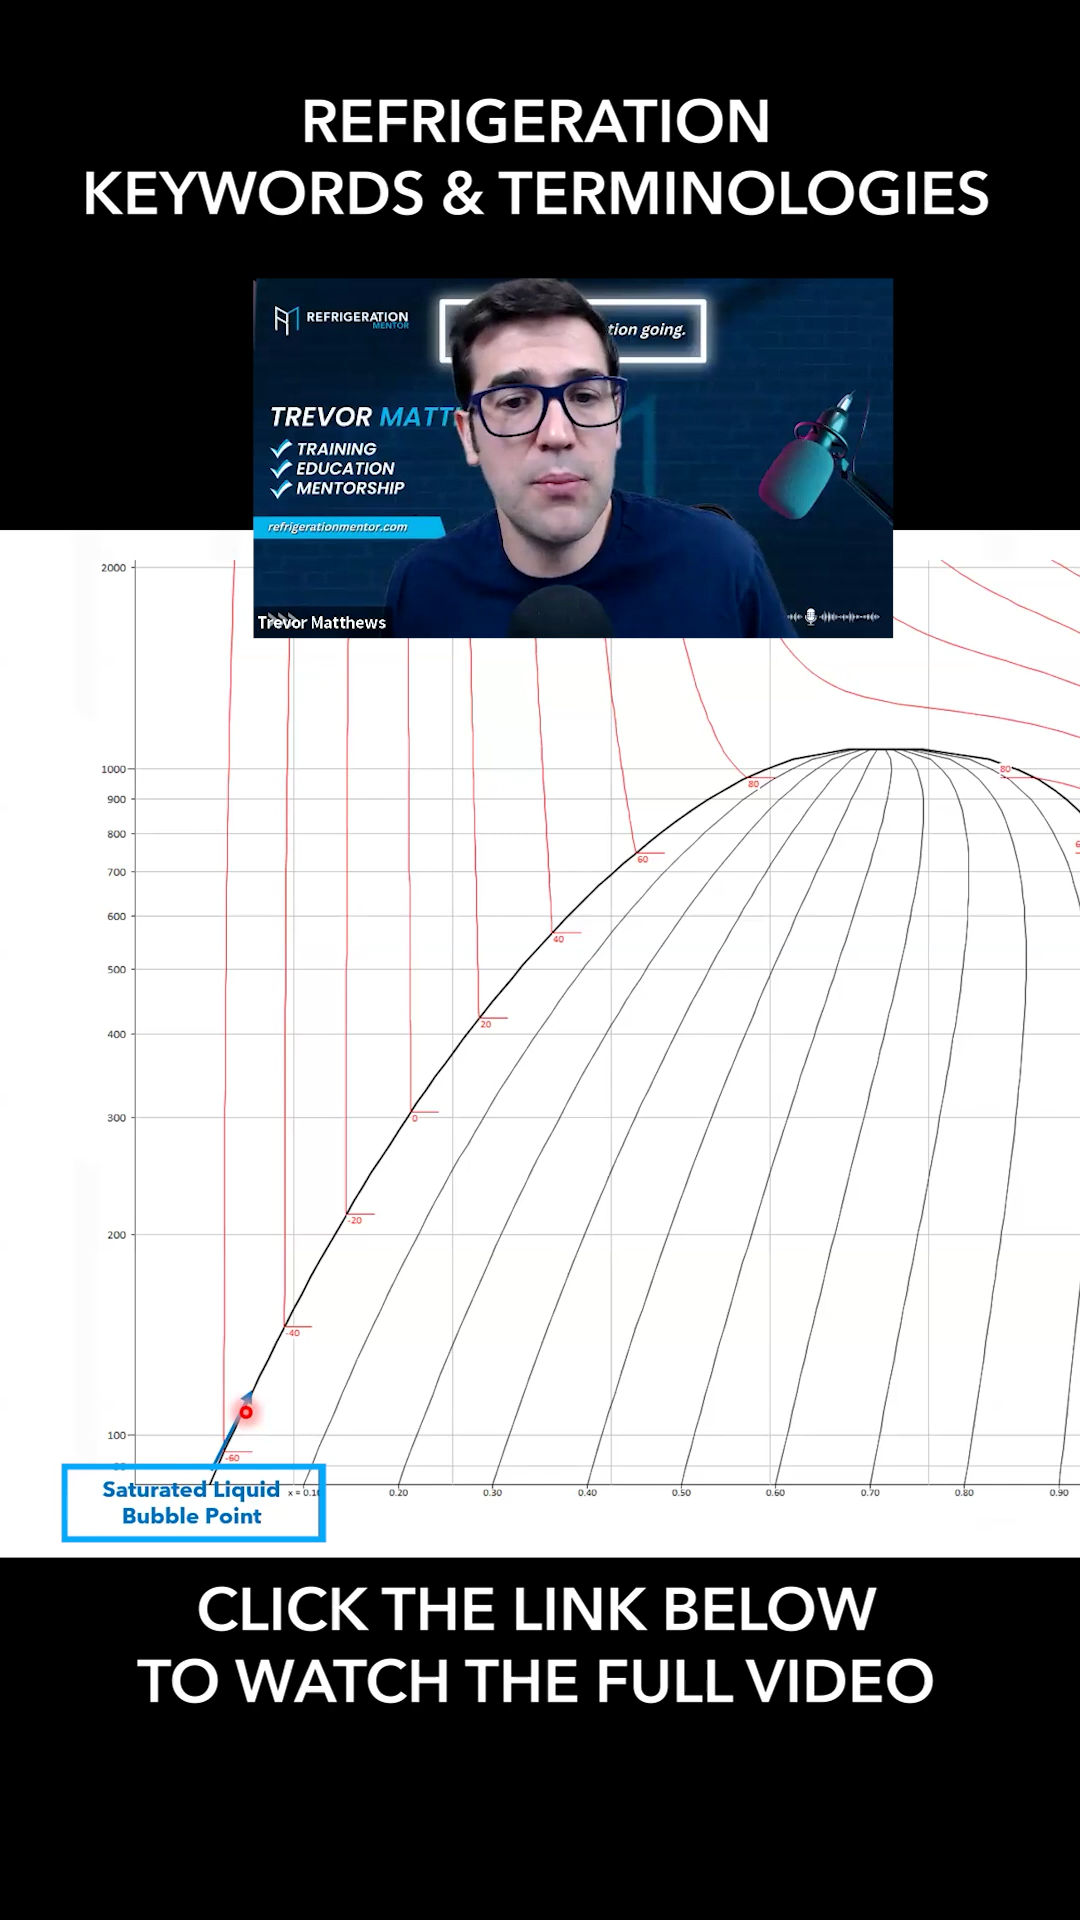 REFRIGERATION
KEYWORDS & TERMINOLOGIES
REFRIGERATION
MENTOR
tion going.
TREVOR MATT
TRAINING
EDUCATION
MENTORSHIP
refrigerationmentor.com
Trevor Matthews
2000
1000
900
800
700
600
500
400
300
200
100
80
80
60
6
40
20
0
-20
-40
-60
Saturated Liquid
Bubble Point
x = 0.10
0.20
0.30
0.40
0.50
0.60
0.70
0.80
0.90
CLICK THE LINK BELOW
TO WATCH THE FULL VIDEO